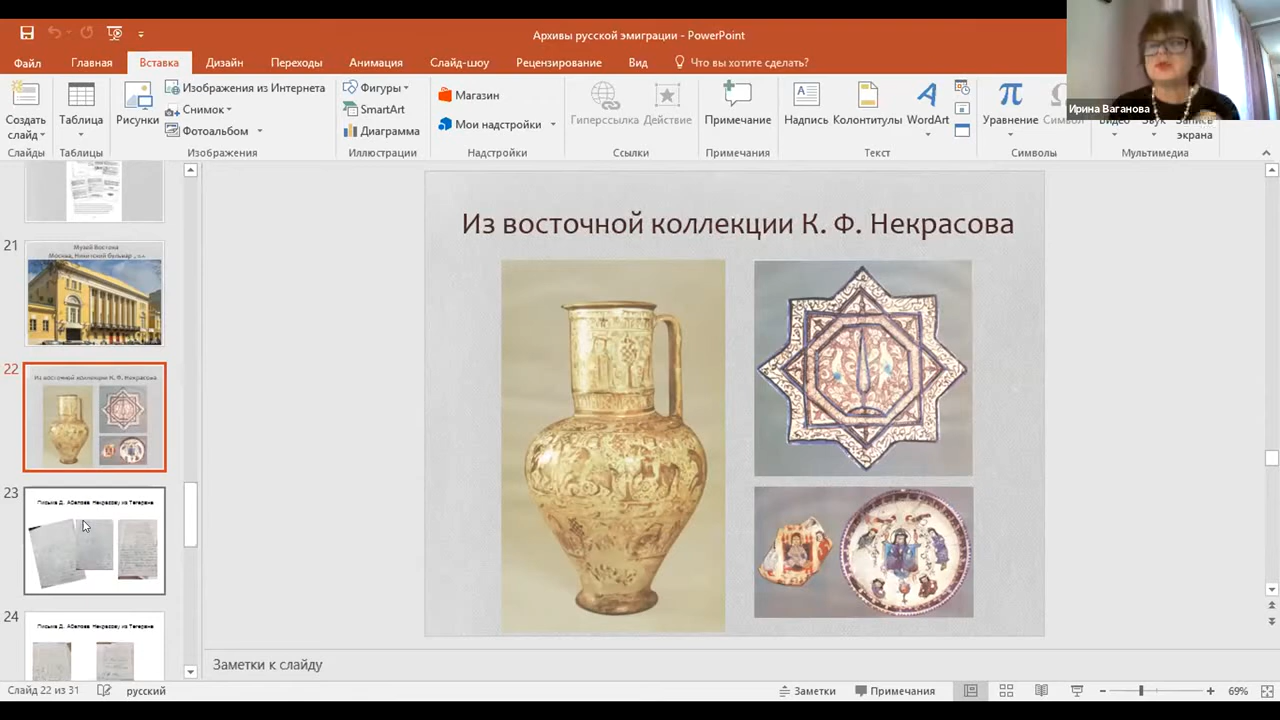 Архивы русской эмиграции - PowerPoint
Файл
Главная
Вставка
Дизайн
Переходы
Анимация
Слайд-шоу
Рецензирование
Вид
Что вы хотите сделать?
Ирина Ваганова
Создать
слайд
Слайды
Таблица
Таблицы
Рисунки
Изображения из Интернета
Снимок
Фотоальбом
Изображения
Фигуры
SmartArt
Диаграмма
Иллюстрации
Магазин
Мои надстройки
Надстройки
Гиперссылка
Действие
Ссылки
Примечание
Примечания
Надпись
Колонтитулы
WordArt
Текст
Уравнение
Символы
Видео
Звук
Запись
экрана
Мультимедиа
21
Музей Востока
Москва, Никитский бульвар
22
Из восточной коллекции К. Ф. Некрасова
23
24
Из восточной коллекции К. Ф. Некрасова
Заметки к слайду
Слайд 22 из 31
русский
Заметки
Примечания
69%